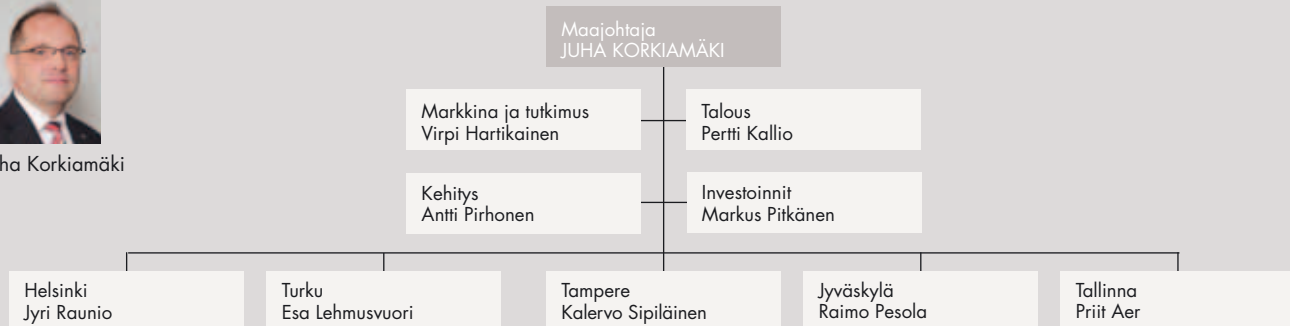 Maajohtaja
JUHA KORKIAMÄKI
ha Korkiamäki
Markkina ja tutkimus
Virpi Hartikainen
Talous
Pertti Kallio
Kehitys
Antti Pirhonen
Investoinnit
Markus Pitkänen
Helsinki
Jyri Raunio
Turku
Esa Lehmusvuori
Tampere
Kalervo Sipiläinen
Jyväskylä
Raimo Pesola
Tallinna
Priit Aer